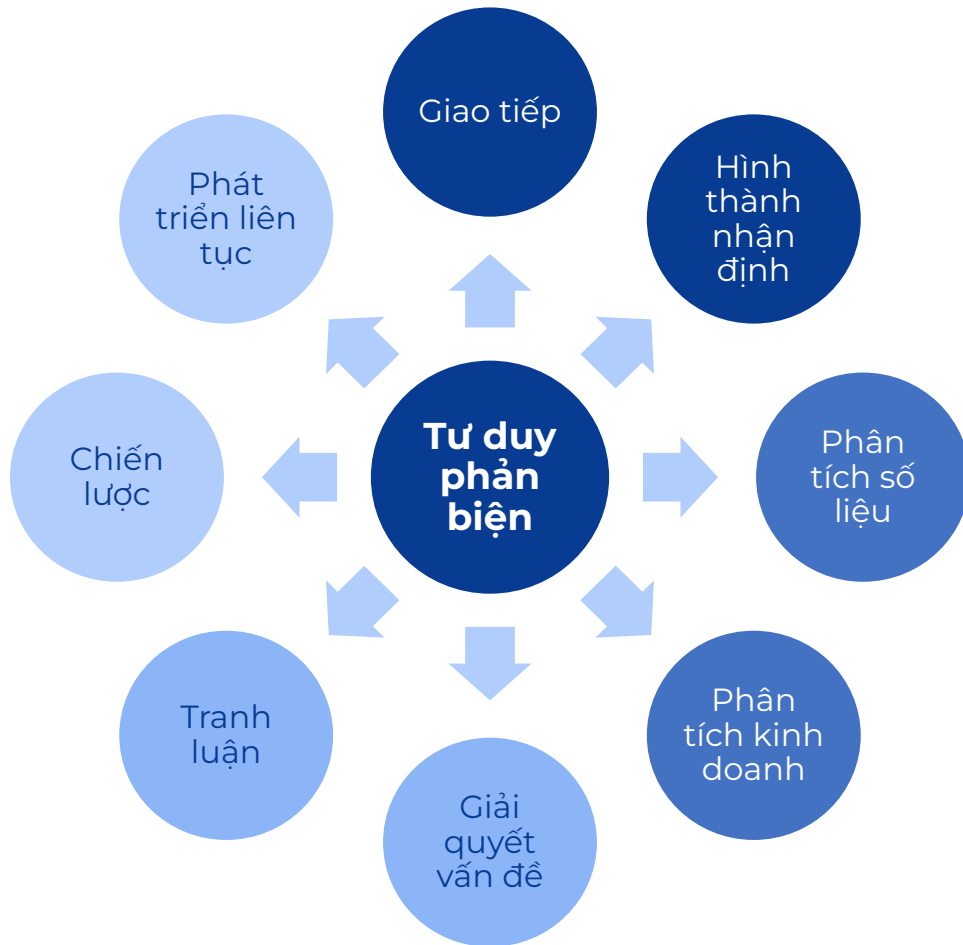 Giao tiếp
Hình
thành
nhận
định
Phân
tích số
liệu
Phân
tích kinh
doanh
Giải
quyết
vấn đề
Tranh
luận
Chiến
lược
Phát
triển liên
tục
Tư duy
phản
biện